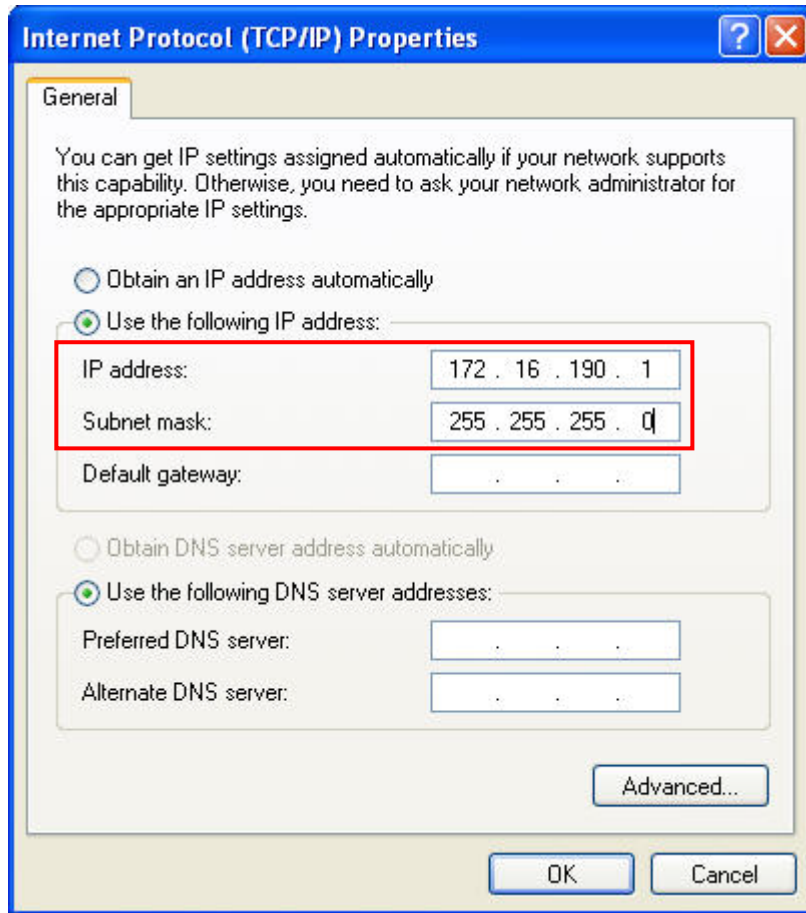 Internet Protocol (TCP/IP) Properties
General
You can get IP settings assigned automatically if your network supports
this capability. Otherwise, you need to ask your network administrator for
the appropriate IP settings.
Obtain an IP address automatically
Use the following IP address:
IP address: 172 . 16 . 190 . 1
Subnet mask: 255 . 255 . 255 . 0
Default gateway: . . .
Obtain DNS server address automatically
Use the following DNS server addresses:
Preferred DNS server: . . .
Alternate DNS server: . . .
Advanced...
OK Cancel